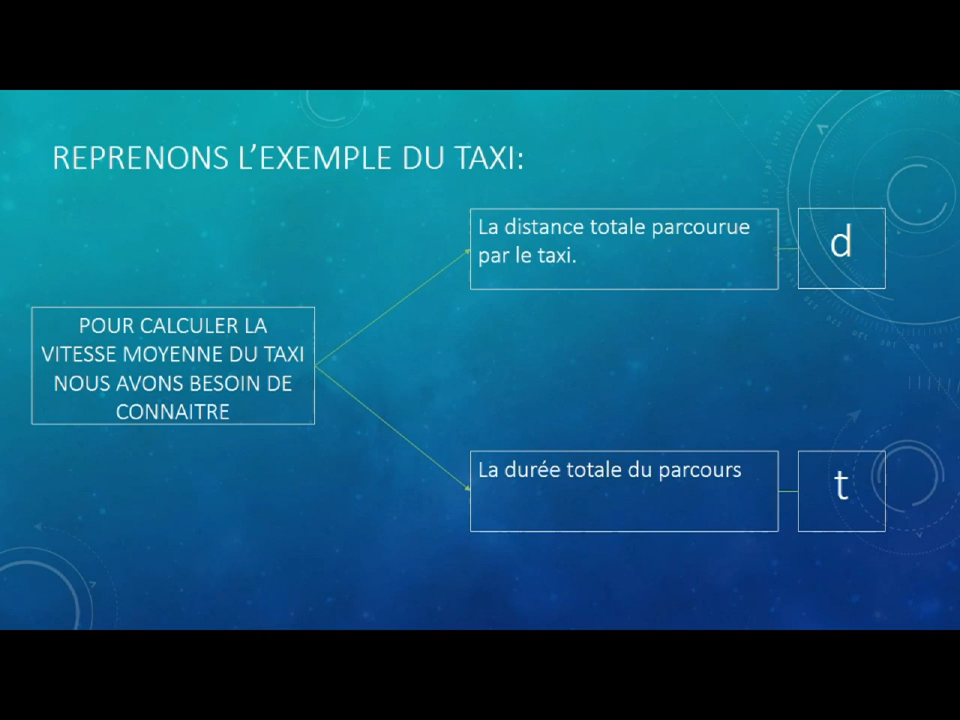 REPRENONS L’EXEMPLE DU TAXI:
La distance totale parcourue
par le taxi.
d
POUR CALCULER LA
VITESSE MOYENNE DU TAXI
NOUS AVONS BESOIN DE
CONNAITRE
La durée totale du parcours
t